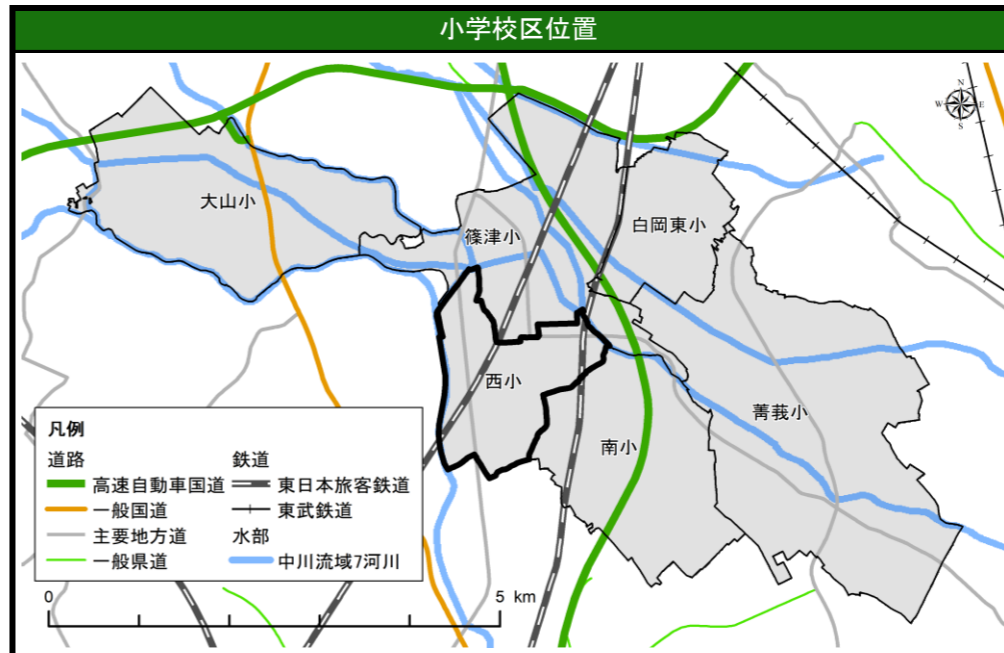 小学校区位置
N
W E
S
大山小
篠津小
白岡東小
西小
菁莪小
南小
凡例
道路 鉄道
高速自動車国道 東日本旅客鉄道
一般国道 東武鉄道
主要地方道 水部
一般県道 中川流域7河川
0 5 km